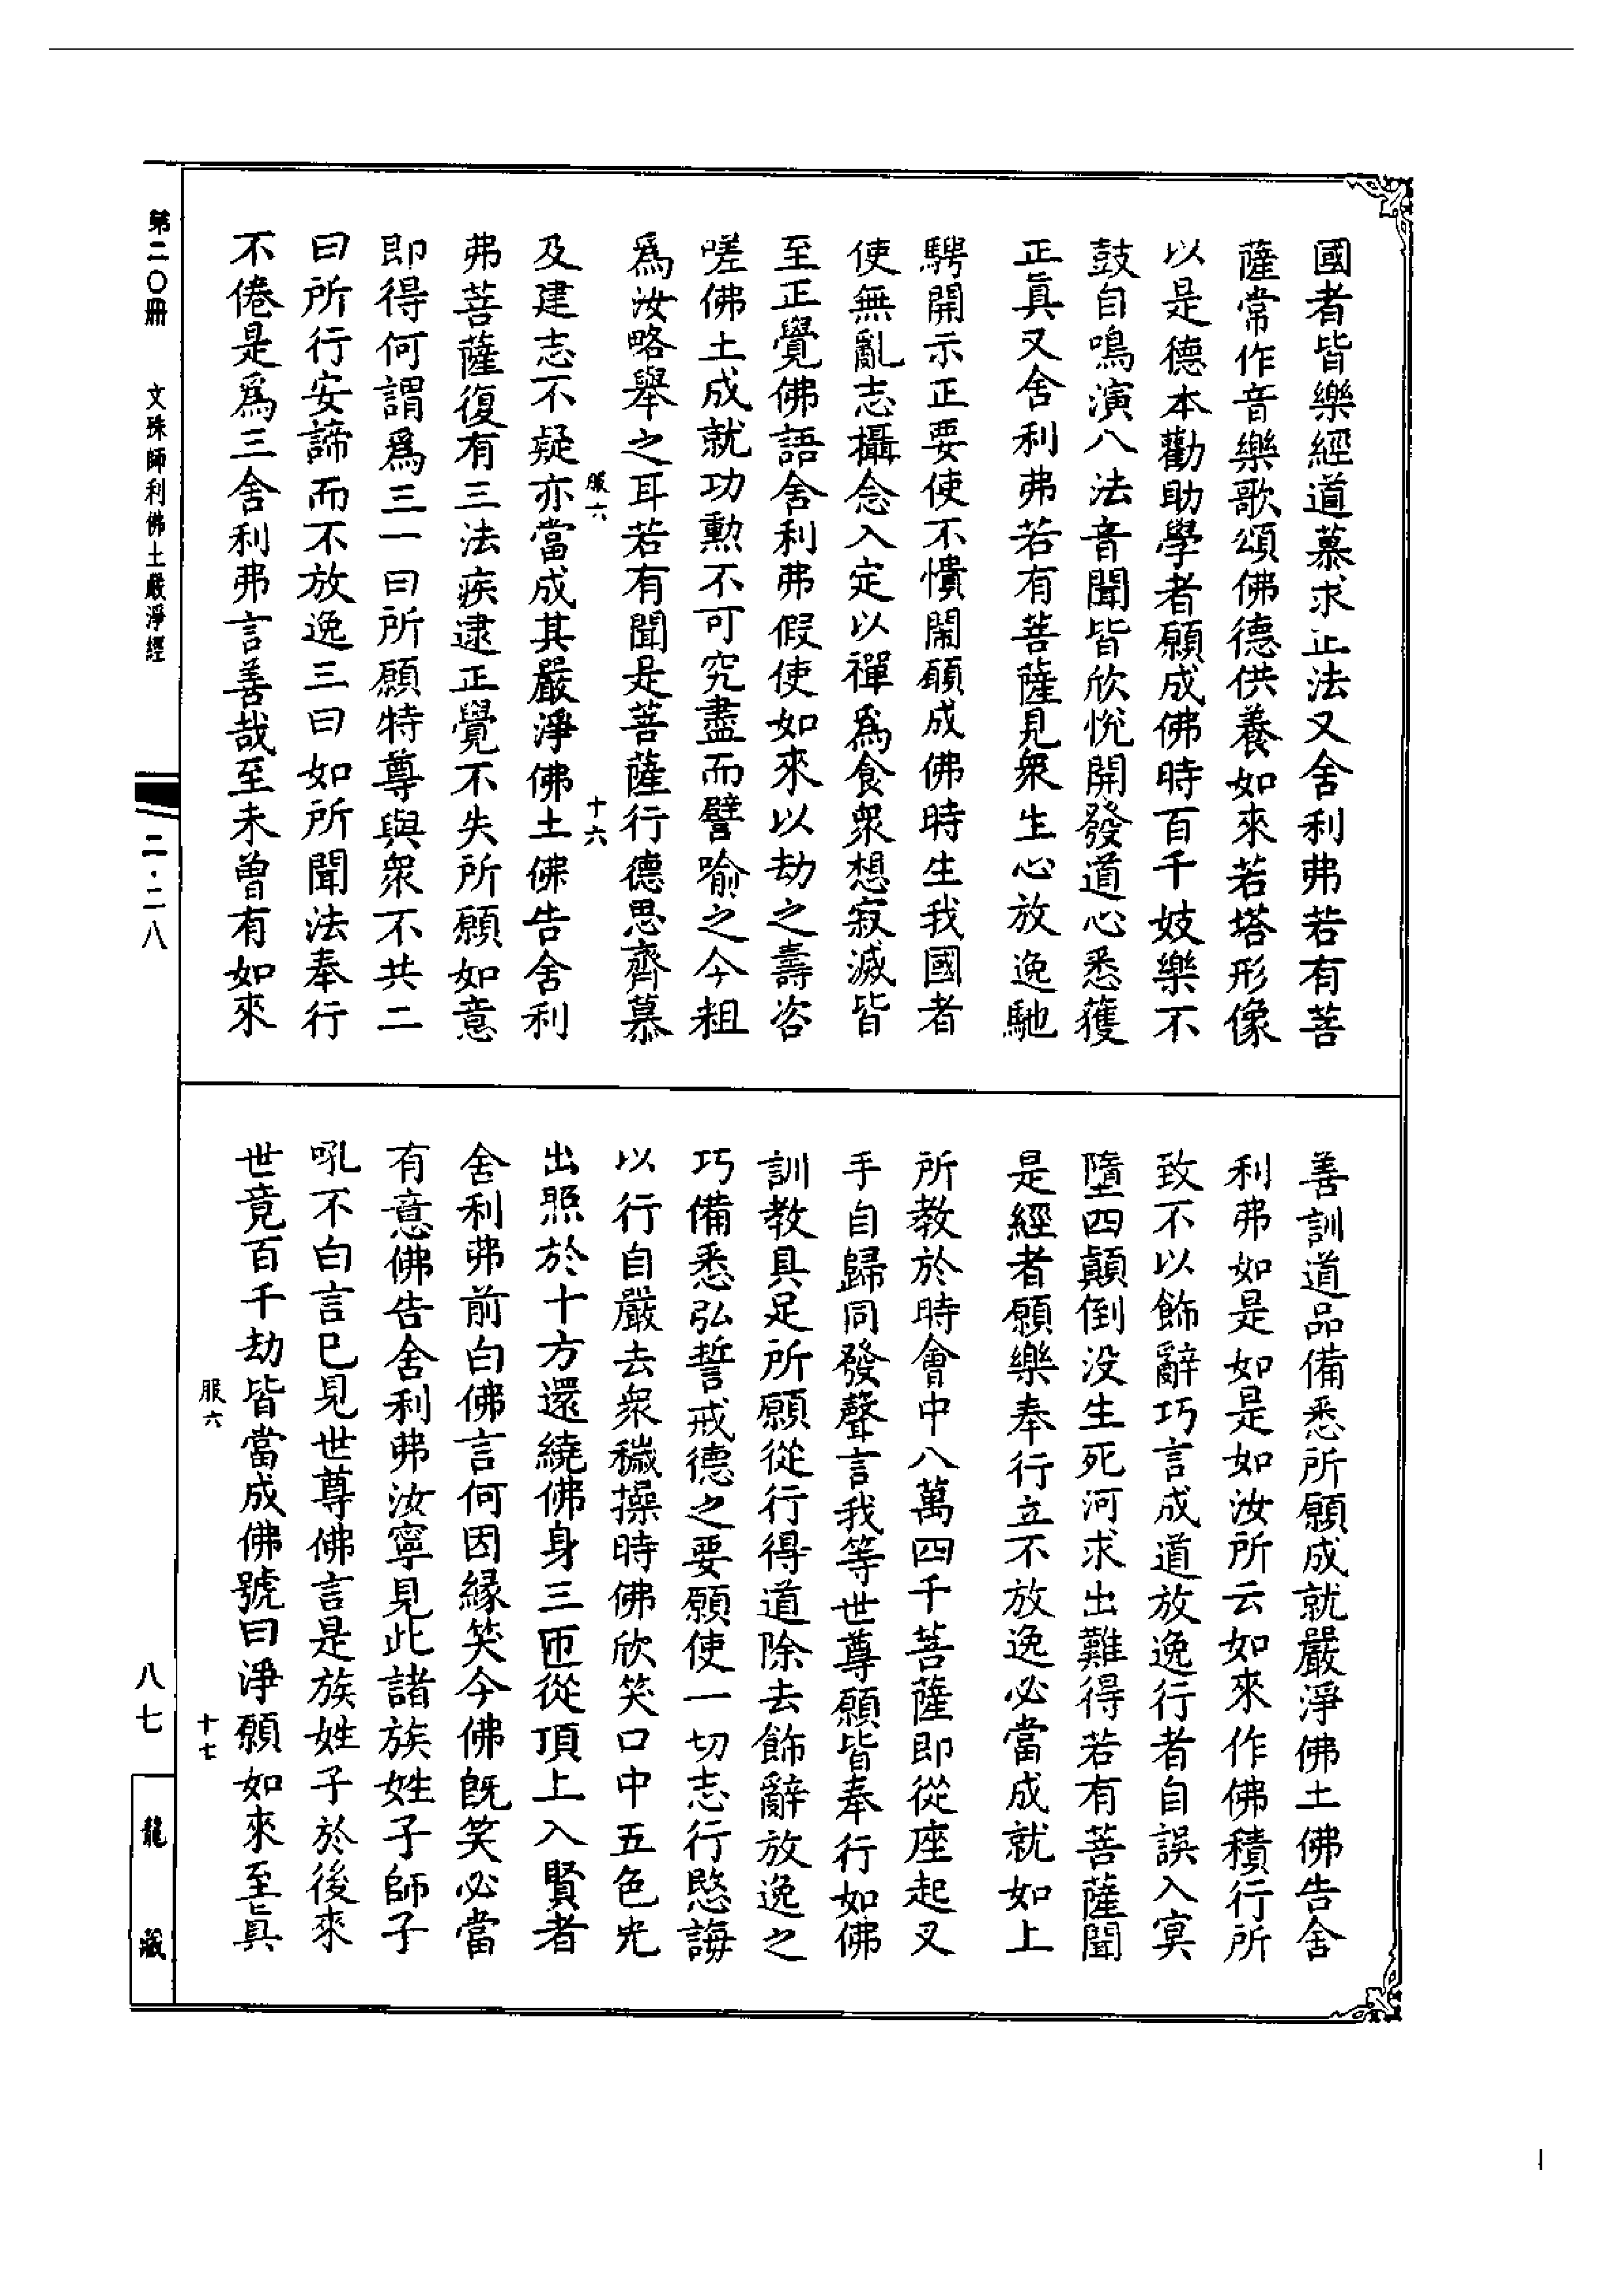 國者皆樂經道慕求正法又舍利弗若有菩
薩常作音樂歌頌佛德供養如來若塔形像
以是德本勸助學者願成佛時百千妓樂不
鼓自鳴演八法音聞皆欣悅開發道心悉獲
正真又舍利弗若有菩薩見衆生心放逸馳
騁開示正要使不憒閙願成佛時生我國者
使無亂志攝念入定以禪爲食衆想寂滅皆
至正覺佛語舍利弗假使如來以劫之壽咨
嗟佛土成就功勲不可究盡而譬喻之今粗
爲汝略舉之耳若有聞是菩薩行德思齊慕
服六
十六
及建志不疑亦當成其嚴淨佛土佛告舍利
弗菩薩復有三法疾逮正覺不失所願如意
即得何謂爲三一曰所願特尊與衆不共二
曰所行安諦而不放逸三曰如所聞法奉行
不倦是爲三舍利弗言善哉至未曾有如來
善訓道品備悉所願成就嚴淨佛土佛告舍
利弗如是如是如汝所云如來作佛積行所
致不以飾辭巧言成道放逸行者自誤入冥
墮四顛倒没生死河求出難得若有菩薩聞
是經者願樂奉行立不放逸必當成就如上
所教於時會中八萬四千菩薩即從座起叉
手自歸同發聲言我等世尊願皆奉行如佛
訓教具足所願從行得道除去飾辭放逸之
巧備悉弘誓戒德之要願使一切志行愍誨
以行自嚴去衆穢操時佛欣笑口中五色光
出照於十方還繞佛身三匝從頂上入賢者
舍利弗前白佛言何因緣笑今佛既笑必當
有意佛告舍利弗汝寧見此諸族姓子師子
吼不白言已見世尊佛言是族姓子於後來
世竟百千劫皆當成佛號曰淨願如來至真
服六
十七
第二〇冊
文殊師利佛土嚴淨經
二·二八
八七
龍藏